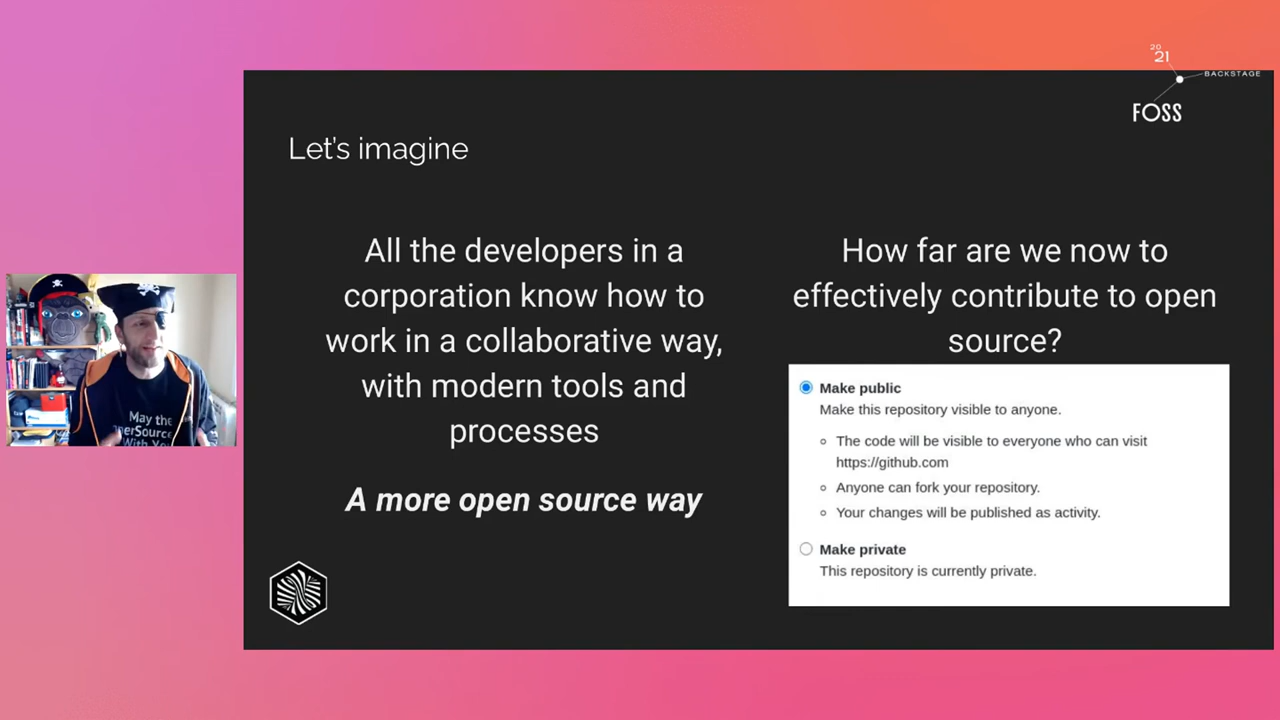 20
21
BACKSTAGE
FOSS
Let's imagine
All the developers in a
corporation know how to
work in a collaborative way,
with modern tools and
processes
A more open source way
How far are we now to
effectively contribute to open
source?
Make public
Make this repository visible to anyone.
The code will be visible to everyone who can visit
https://github.com
Anyone can fork your repository.
Your changes will be published as activity.
Make private
This repository is currently private.
May the
nnerSource
With You